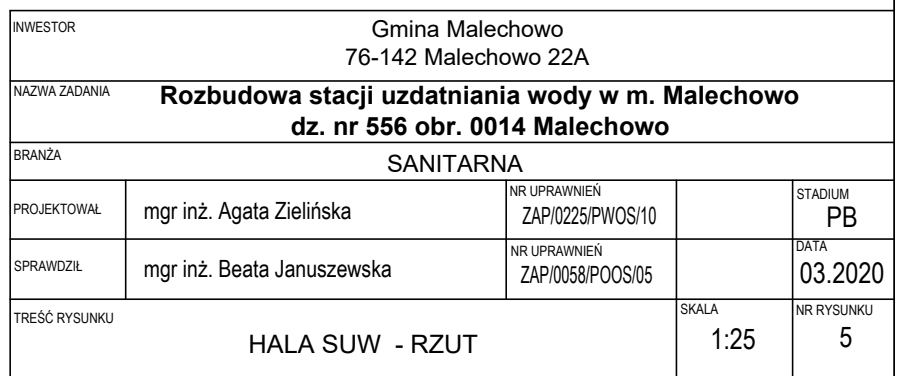 INWESTOR
Gmina Malechowo
76-142 Malechowo 22A
NAZWA ZADANIA
Rozbudowa stacji uzdatniania wody w m. Malechowo
dz. nr 556 obr. 0014 Malechowo
BRANŻA
SANITARNA
PROJEKTOWAŁ
mgr inż. Agata Zielińska
NR UPRAWNIEŃ
ZAP/0225/PWOS/10
STADIUM
PB
SPRAWDZIŁ
mgr inż. Beata Januszewska
NR UPRAWNIEŃ
ZAP/0058/POOS/05
DATA
03.2020
TREŚĆ RYSUNKU
HALA SUW - RZUT
SKALA
1:25
NR RYSUNKU
5